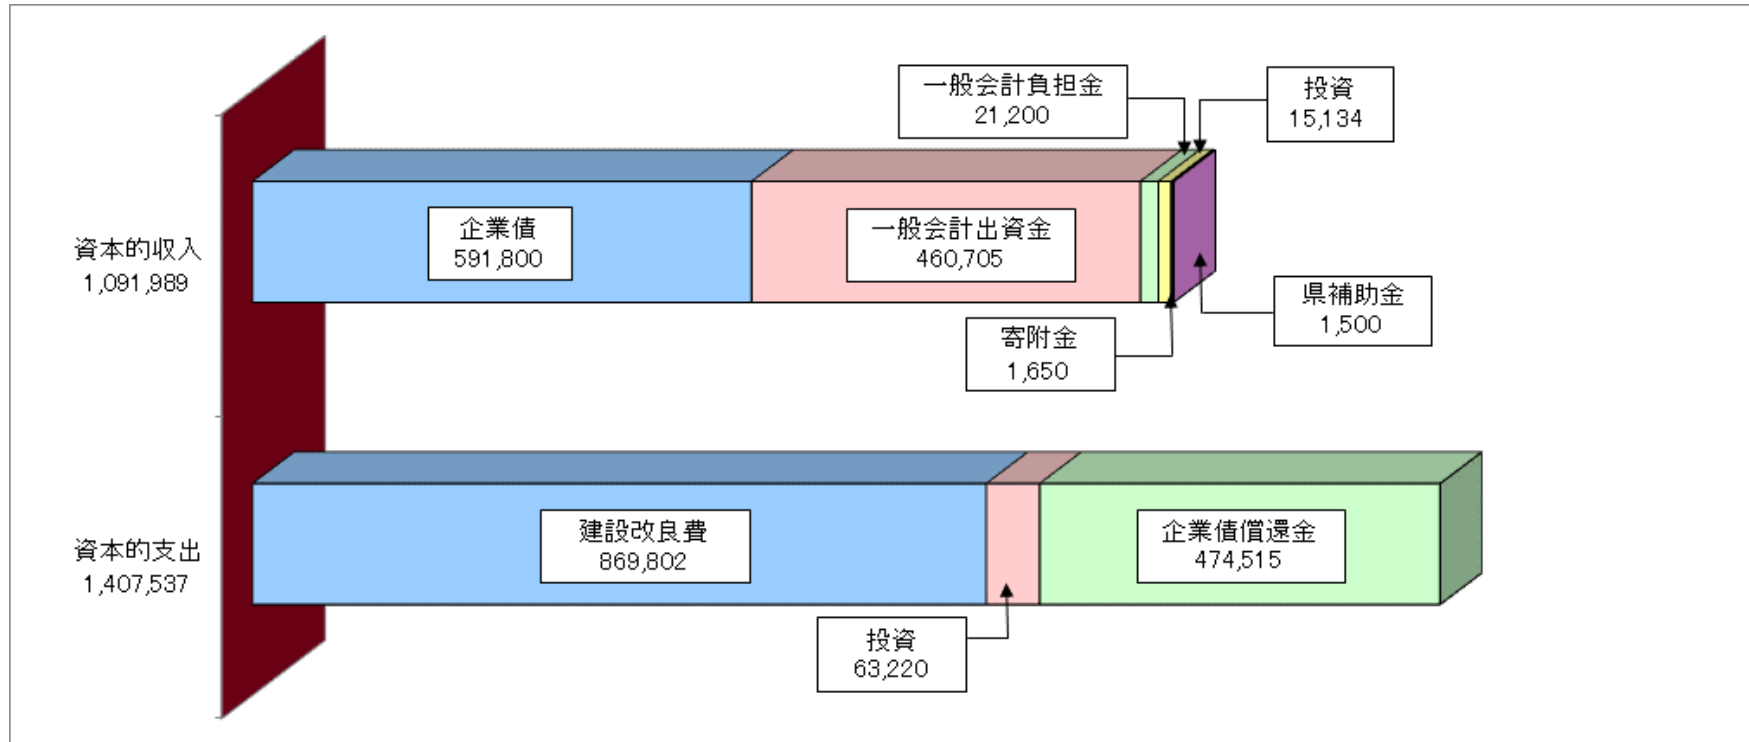 一般会計負担金
21,200
投資
15,134
資本的収入
1,091,989
企業債
591,800
一般会計出資金
460,705
県補助金
1,500
寄附金
1,650
資本的支出
1,407,537
建設改良費
869,802
企業債償還金
474,515
投資
63,220